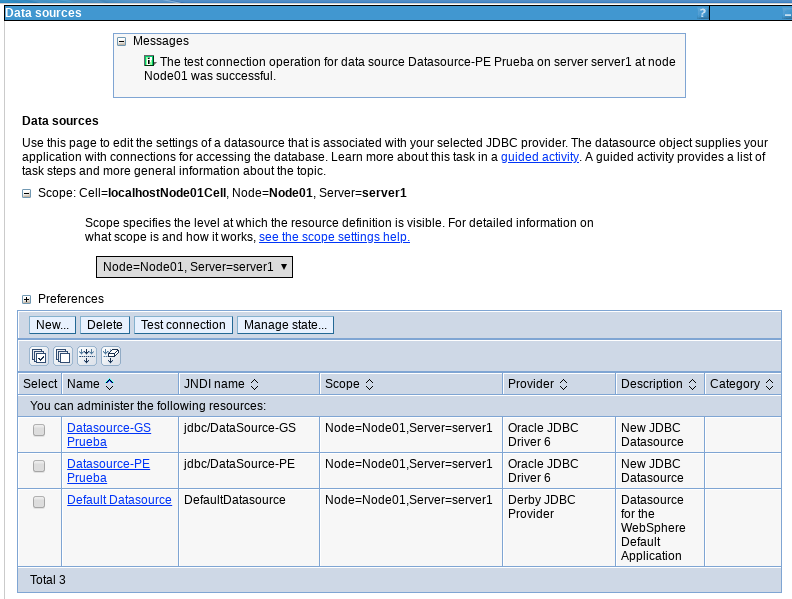 Data sources ?
Messages
The test connection operation for data source Datasource-PE Prueba on server server1 at node
Node01 was successful.
Data sources
Use this page to edit the settings of a datasource that is associated with your selected JDBC provider. The datasource object supplies your
application with connections for accessing the database. Learn more about this task in a guided activity. A guided activity provides a list of
task steps and more general information about the topic.
Scope: Cell=localhostNode01Cell, Node=Node01, Server=server1
Scope specifies the level at which the resource definition is visible. For detailed information on
what scope is and how it works, see the scope settings help.
Node=Node01, Server=server1
Preferences
New... Delete Test connection Manage state...
Select Name JNDI name Scope Provider Description Category
You can administer the following resources:
Datasource-GS jdbc/DataSource-GS Node=Node01,Server=server1 Oracle JDBC New JDBC
Prueba Driver 6 Datasource
Datasource-PE jdbc/DataSource-PE Node=Node01,Server=server1 Oracle JDBC New JDBC
Prueba Driver 6 Datasource
Default Datasource DefaultDatasource Node=Node01,Server=server1 Derby JDBC Datasource
Provider for the
WebSphere
Default
Application
Total 3